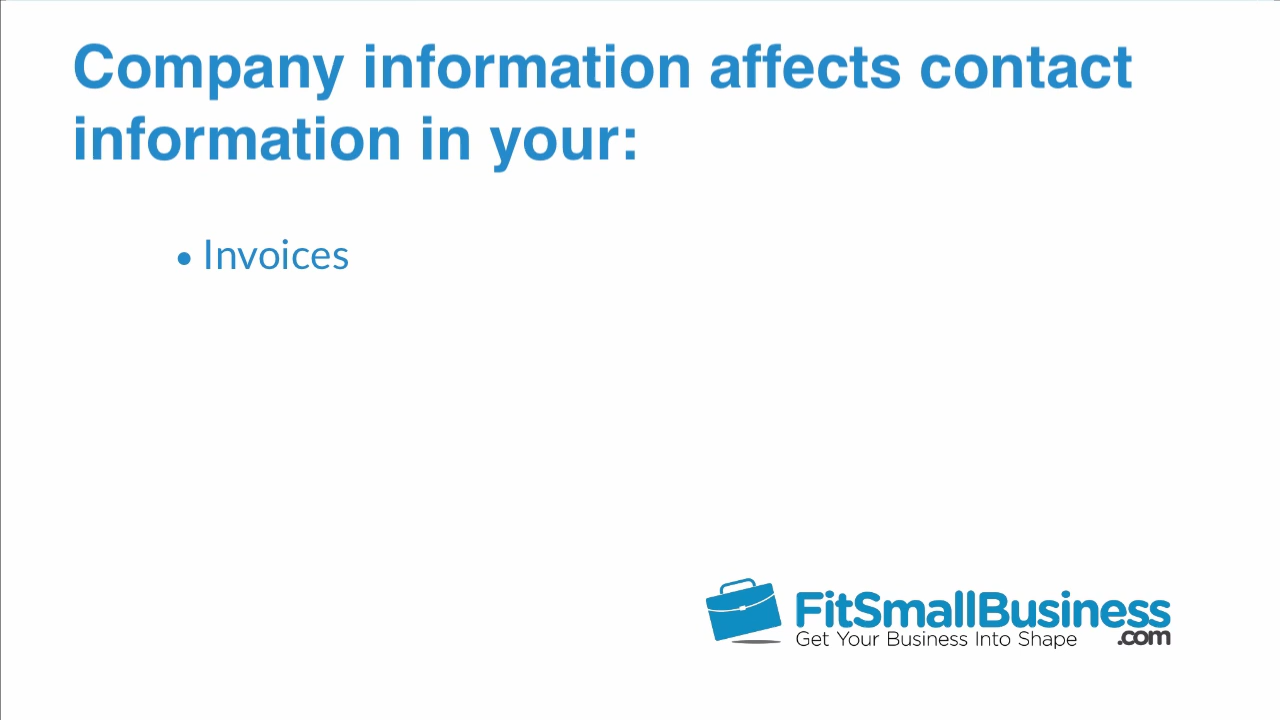 Company information affects contact
information in your:
• Invoices
FitSmallBusiness
Get Your Business Into Shape .com